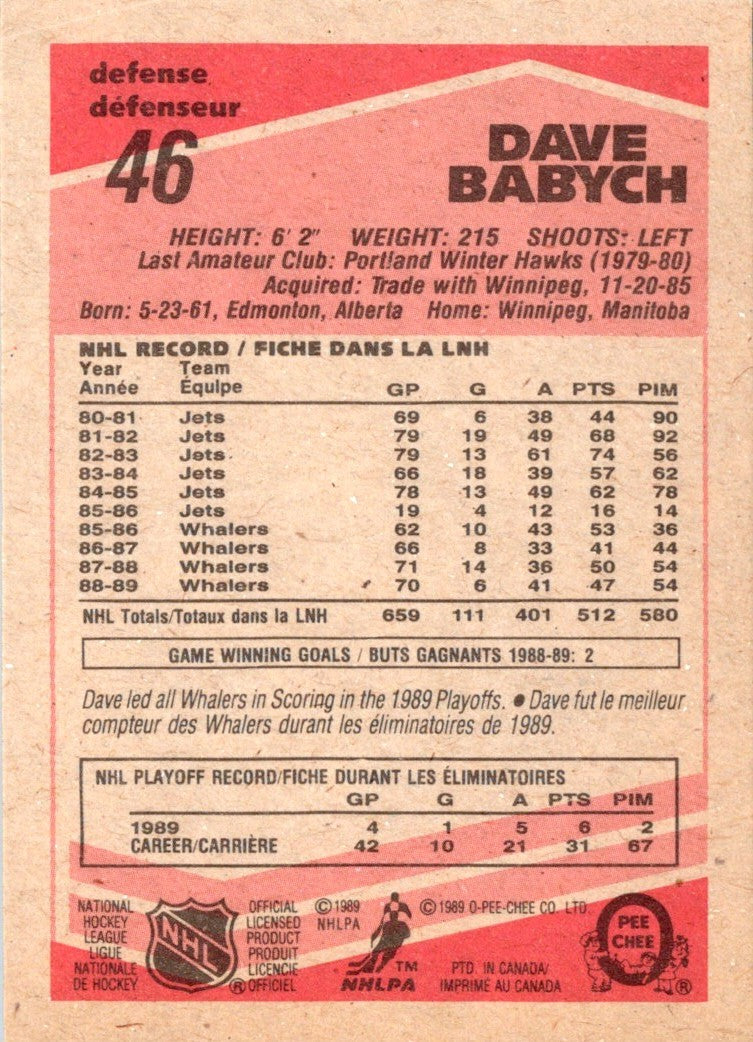 defense
défenseur
46
DAVE
BABYCH
HEIGHT: 6' 2" WEIGHT: 215 SHOOTS: LEFT
Last Amateur Club: Portland Winter Hawks (1979-80)
Acquired: Trade with Winnipeg, 11-20-85
Born: 5-23-61, Edmonton, Alberta Home: Winnipeg, Manitoba
NHL RECORD / FICHE DANS LA LNH
Year Team
Année Équipe GP G A PTS PIM
80-81 Jets 69 6 38 44 90
81-82 Jets 79 19 49 68 92
82-83 Jets 79 13 61 74 56
83-84 Jets 66 18 39 57 62
84-85 Jets 78 13 49 62 78
85-86 Jets 19 4 12 16 14
85-86 Whalers 62 10 43 53 36
86-87 Whalers 66 8 33 41 44
87-88 Whalers 71 14 36 50 54
88-89 Whalers 70 6 41 47 54
NHL Totals/Totaux dans la LNH 659 111 401 512 580
GAME WINNING GOALS / BUTS GAGNANTS 1988-89: 2
Dave led all Whalers in Scoring in the 1989 Playoffs. • Dave fut le meilleur
compteur des Whalers durant les éliminatoires de 1989.
NHL PLAYOFF RECORD/FICHE DURANT LES ÉLIMINATOIRES
GP G A PTS PIM
1989 4 1 5 6 2
CAREER/CARRIÈRE 42 10 21 31 67
NATIONAL
HOCKEY
LEAGUE
LIGUE
NATIONALE
DE HOCKEY
NHL
®
OFFICIAL
LICENSED
PRODUCT
PRODUIT
LICENCIÉ
OFFICIEL
© 1989
NHLPA
TM
NHLPA
© 1989 O-PEE-CHEE CO. LTD.
PTD. IN CANADA/
IMPRIMÉ AU CANADA
O
PEE
CHEE
®